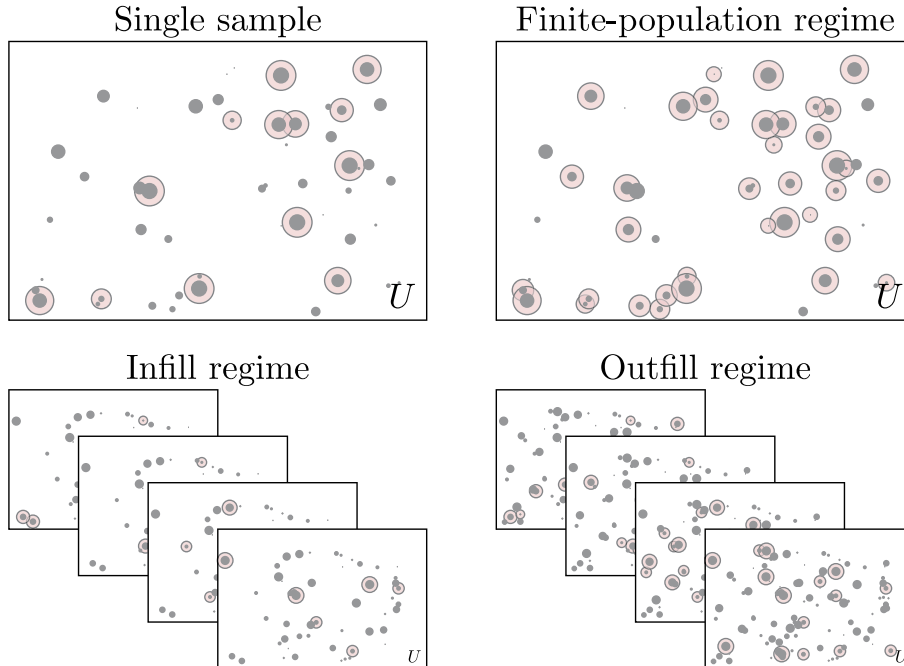 Single sample
Finite-population regime
U
U
Infill regime
Outfill regime
U
U